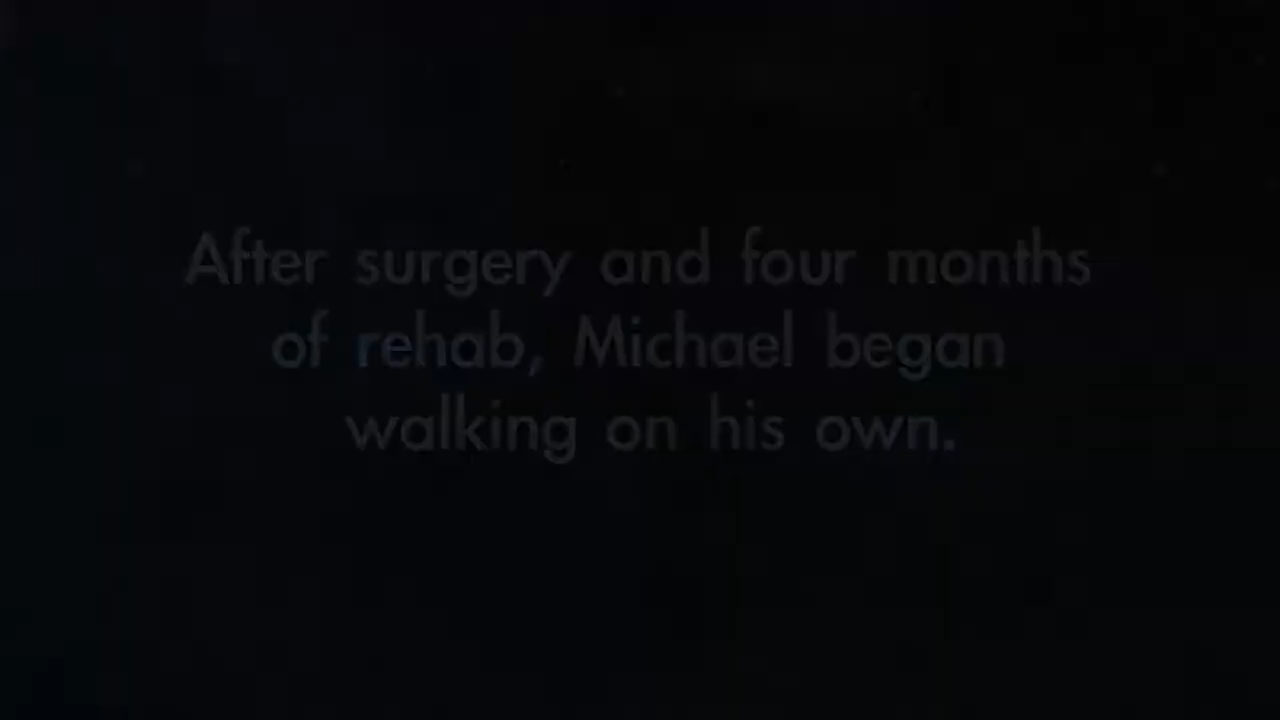 After surgery and four months
of rehab, Michael began
walking on his own.